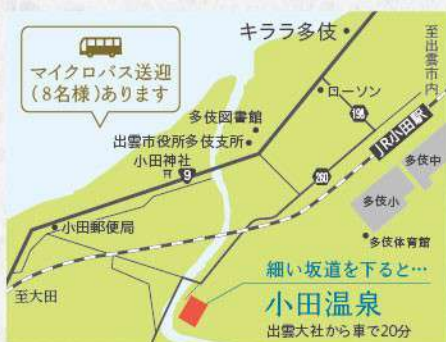 キララ多伎
至出雲市内
マイクロバス送迎
(8名様)あります
ローソン
196
多伎図書館
出雲市役所多伎支所
小田神社
9
JR小田駅
多伎中
260
多伎小
小田郵便局
多伎体育館
細い坂道を下ると…
至大田
小田温泉
出雲大社から車で20分